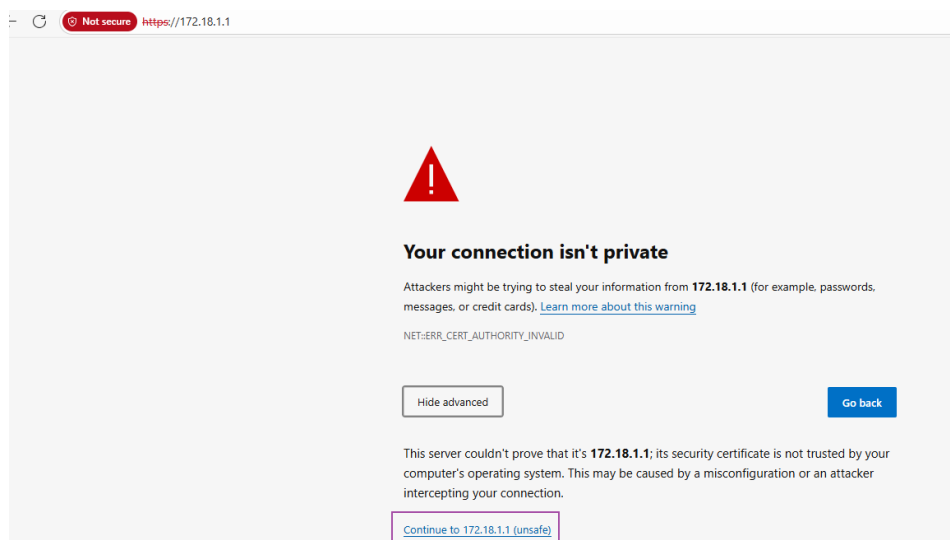 Not secure https://172.18.1.1
Your connection isn't private
Attackers might be trying to steal your information from 172.18.1.1 (for example, passwords,
messages, or credit cards). Learn more about this warning
NET::ERR_CERT_AUTHORITY_INVALID
Hide advanced
Go back
This server couldn't prove that it's 172.18.1.1; its security certificate is not trusted by your
computer's operating system. This may be caused by a misconfiguration or an attacker
intercepting your connection.
Continue to 172.18.1.1 (unsafe)